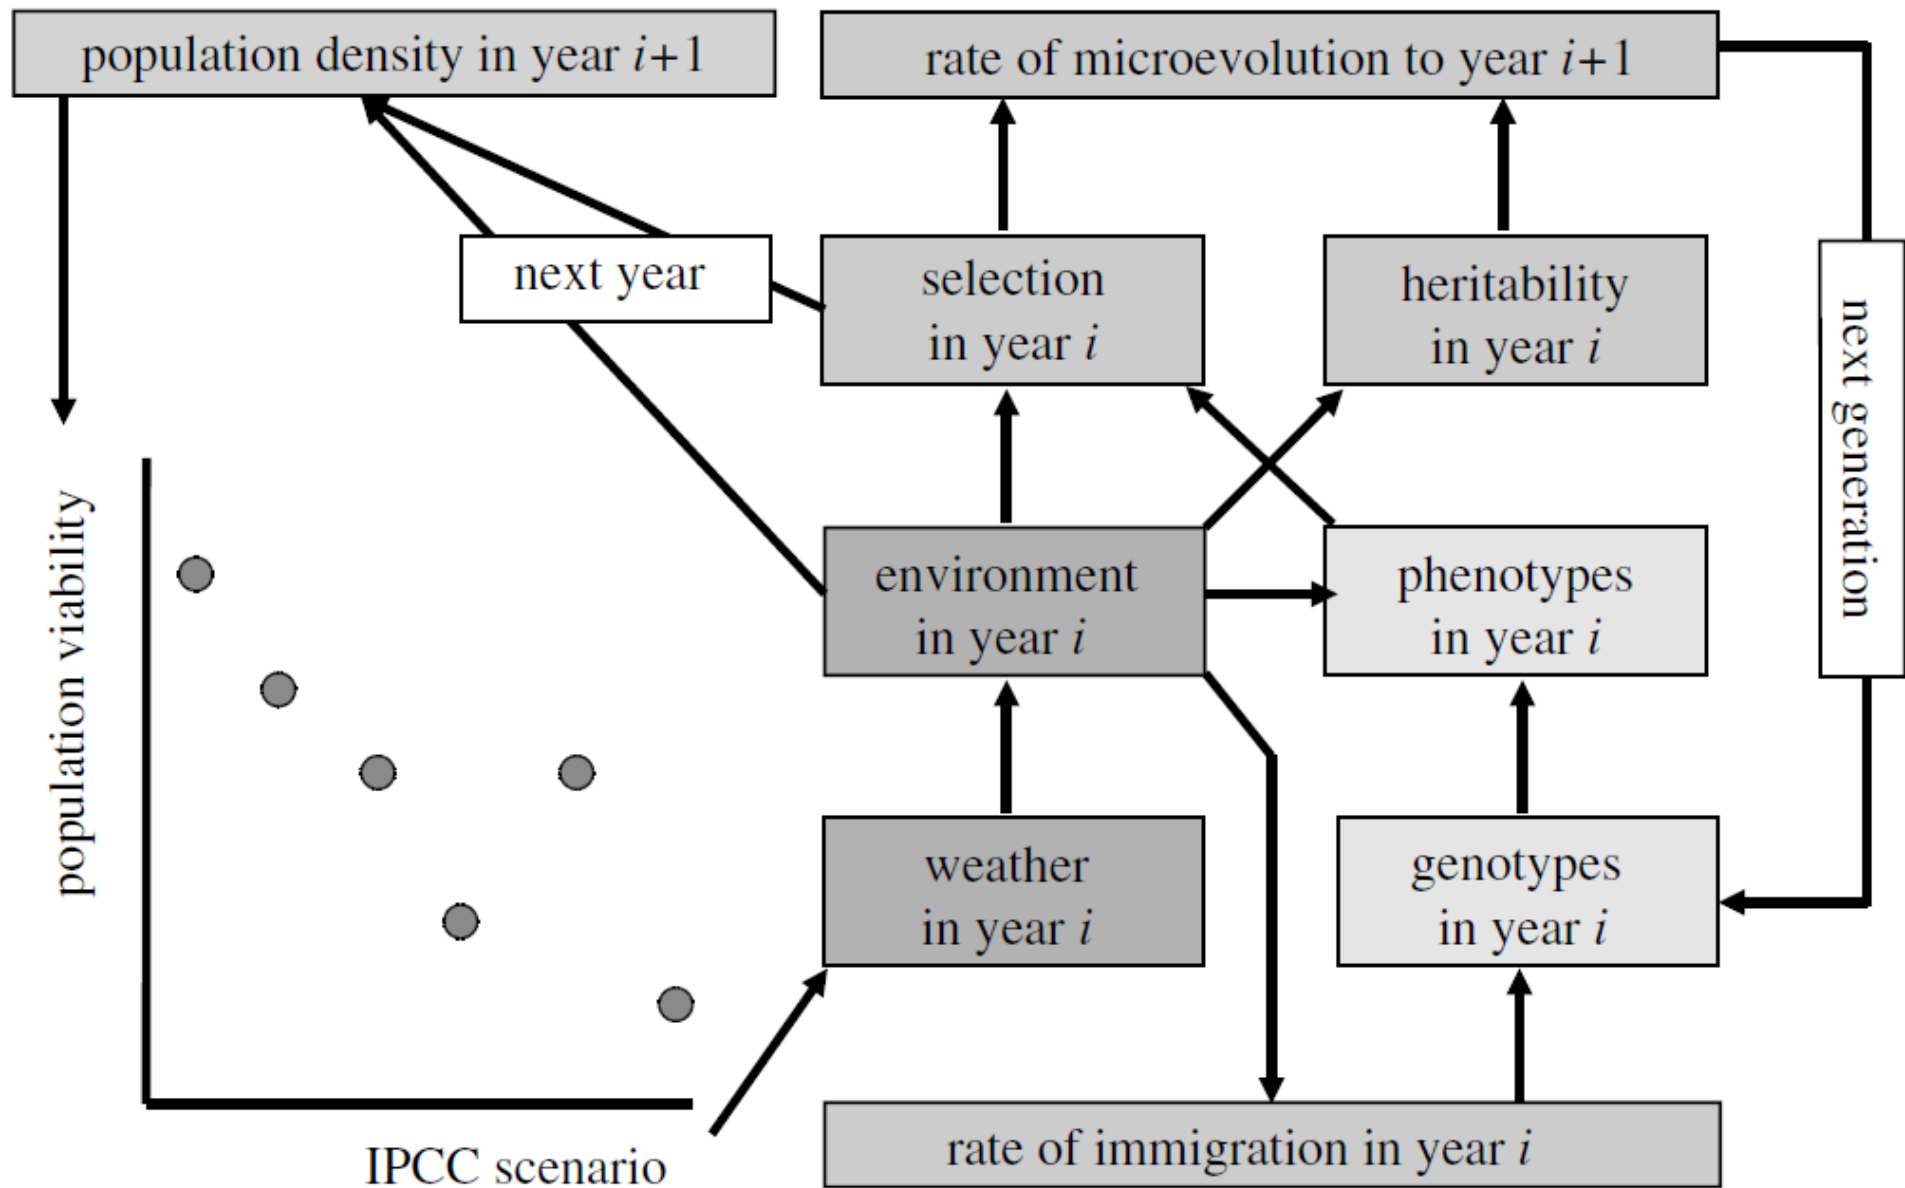 population density in year i+1
rate of microevolution to year i+1
next year
selection
in year i
heritability
in year i
next generation
population viability
environment
in year i
phenotypes
in year i
weather
in year i
genotypes
in year i
IPCC scenario
rate of immigration in year i